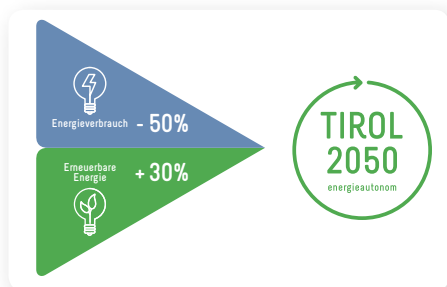 Energieverbrauch - 50%
Erneuerbare
Energie
+ 30%
TIROL
2050
energieautonom